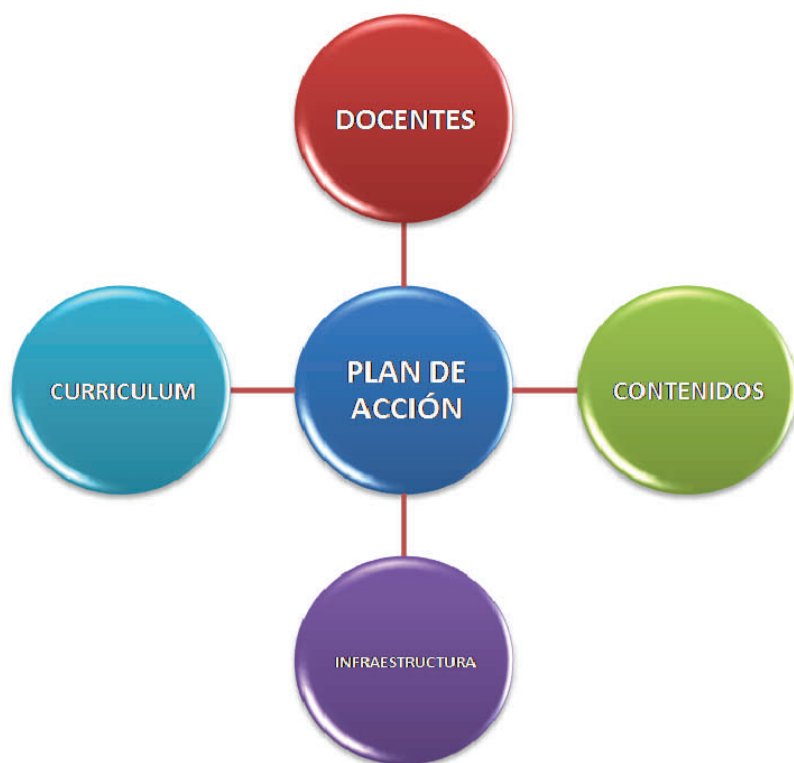 DOCENTES
CURRICULUM
PLAN DE
ACCIÓN
CONTENIDOS
INFRAESTRUCTURA